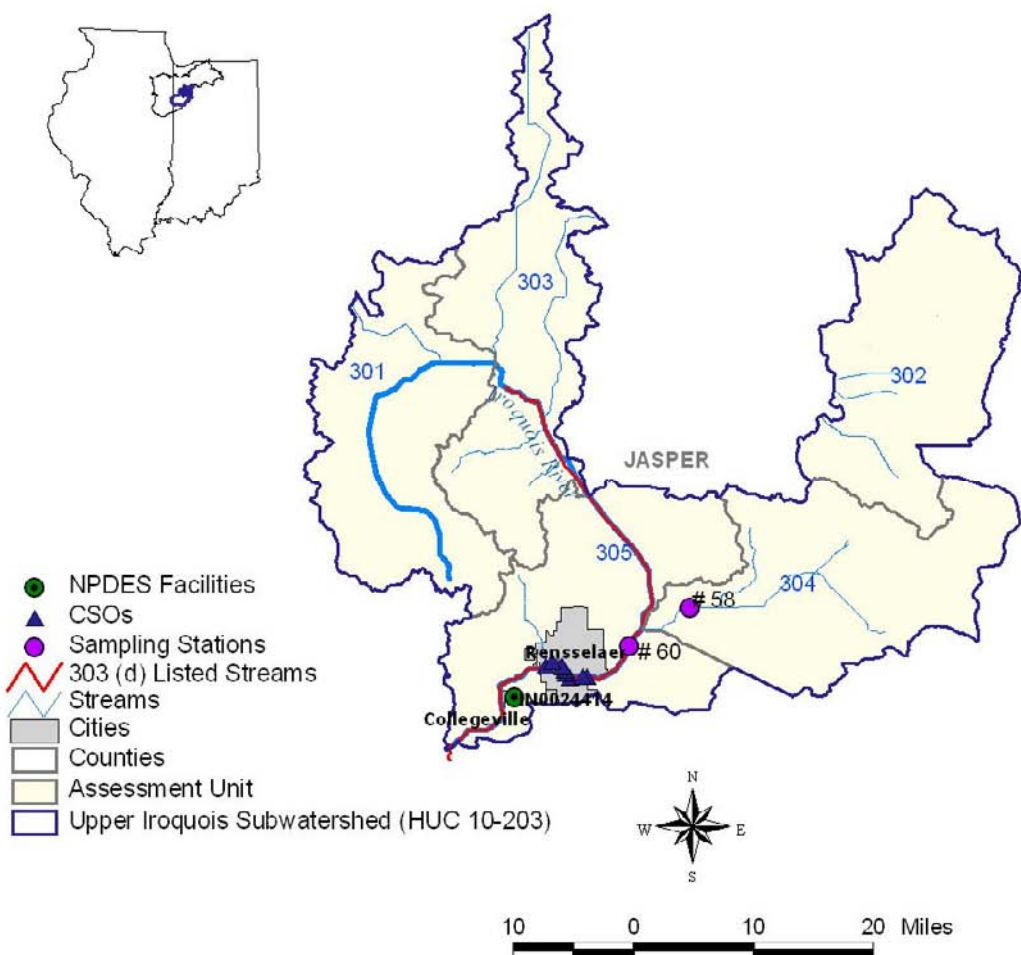 303
301
302
Iroquois River
JASPER
305
304
# 58
# 60
Rensselaer
IN0024414
Collegeville
NPDES Facilities
CSOs
Sampling Stations
303 (d) Listed Streams
Streams
Cities
Counties
Assessment Unit
Upper Iroquois Subwatershed (HUC 10-203)
N
W
E
S
10 0 10 20 Miles